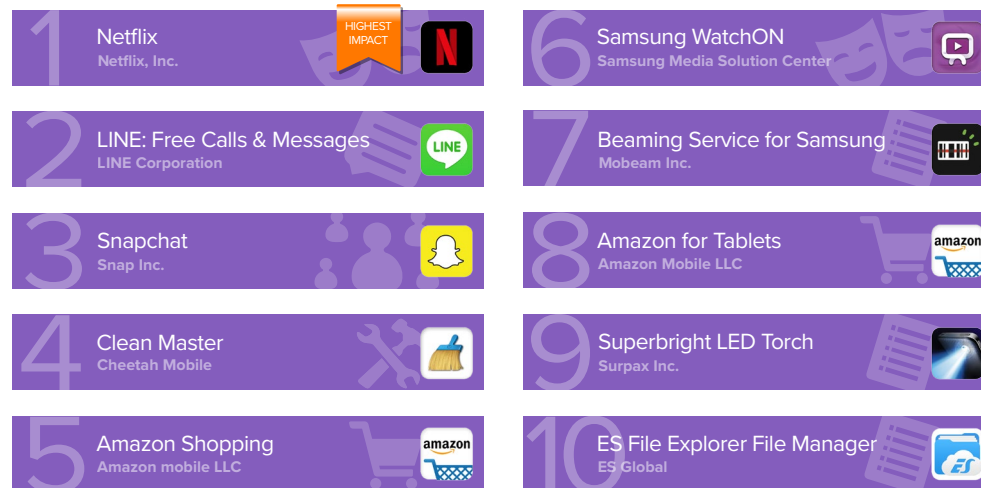 1
Netflix
Netflix, Inc.
HIGHEST
IMPACT
N
2
LINE: Free Calls & Messages
LINE Corporation
LINE
3
Snapchat
Snap Inc.
4
Clean Master
Cheetah Mobile
5
Amazon Shopping
Amazon mobile LLC
amazon
6
Samsung WatchON
Samsung Media Solution Center
7
Beaming Service for Samsung
Mobeam Inc.
8
Amazon for Tablets
Amazon Mobile LLC
amazon
9
Superbright LED Torch
Surpax Inc.
10
ES File Explorer File Manager
ES Global
ES